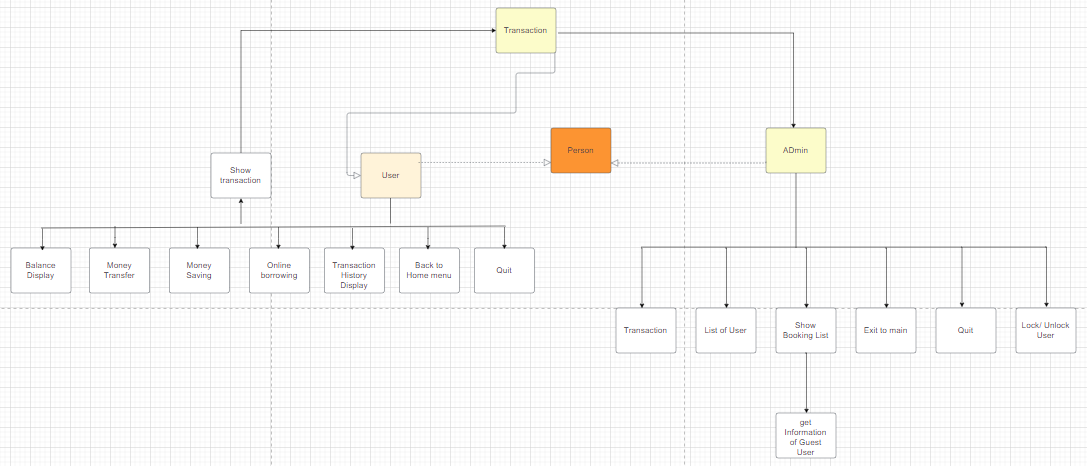 Transaction
Person
ADmin
Show
transaction
User
Balance
Display
Money
Transfer
Money
Saving
Online
borrowing
Transaction
History
Display
Back to
Home menu
Quit
Transaction
List of User
Show
Booking List
Exit to main
Quit
Lock/ Unlock
User
get
Information
of Guest
User